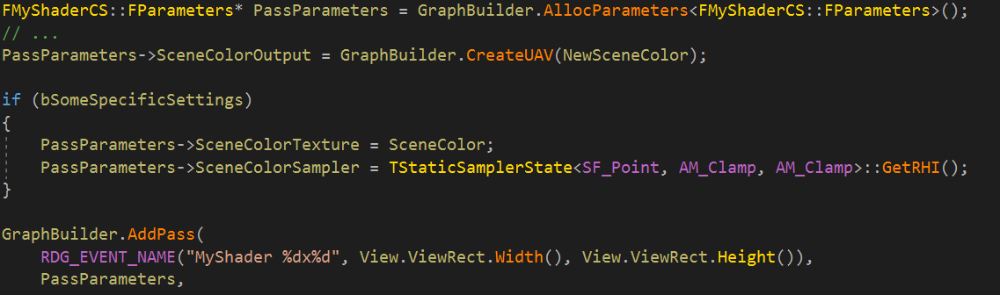 FMyShaderCS::FParameters* PassParameters = GraphBuilder.AllocParameters<FMyShaderCS::FParameters>();
// ...
PassParameters->SceneColorOutput = GraphBuilder.CreateUAV(NewSceneColor);
if (bSomeSpecificSettings)
{
PassParameters->SceneColorTexture = SceneColor;
PassParameters->SceneColorSampler = TStaticSamplerState<SF_Point, AM_Clamp, AM_Clamp>::GetRHI();
}
GraphBuilder.AddPass(
RDG_EVENT_NAME("MyShader %dx%d", View.ViewRect.Width(), View.ViewRect.Height()),
PassParameters,